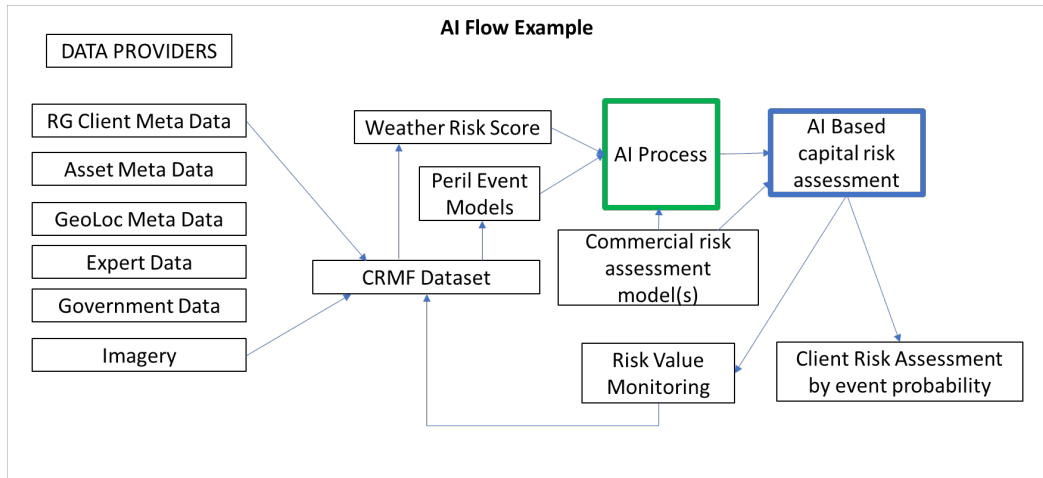 AI Flow Example
DATA PROVIDERS
RG Client Meta Data
Asset Meta Data
GeoLoc Meta Data
Expert Data
Government Data
Imagery
Weather Risk Score
Peril Event
Models
CRMF Dataset
AI Process
Commercial risk
assessment
model(s)
AI Based
capital risk
assessment
Risk Value
Monitoring
Client Risk Assessment
by event probability